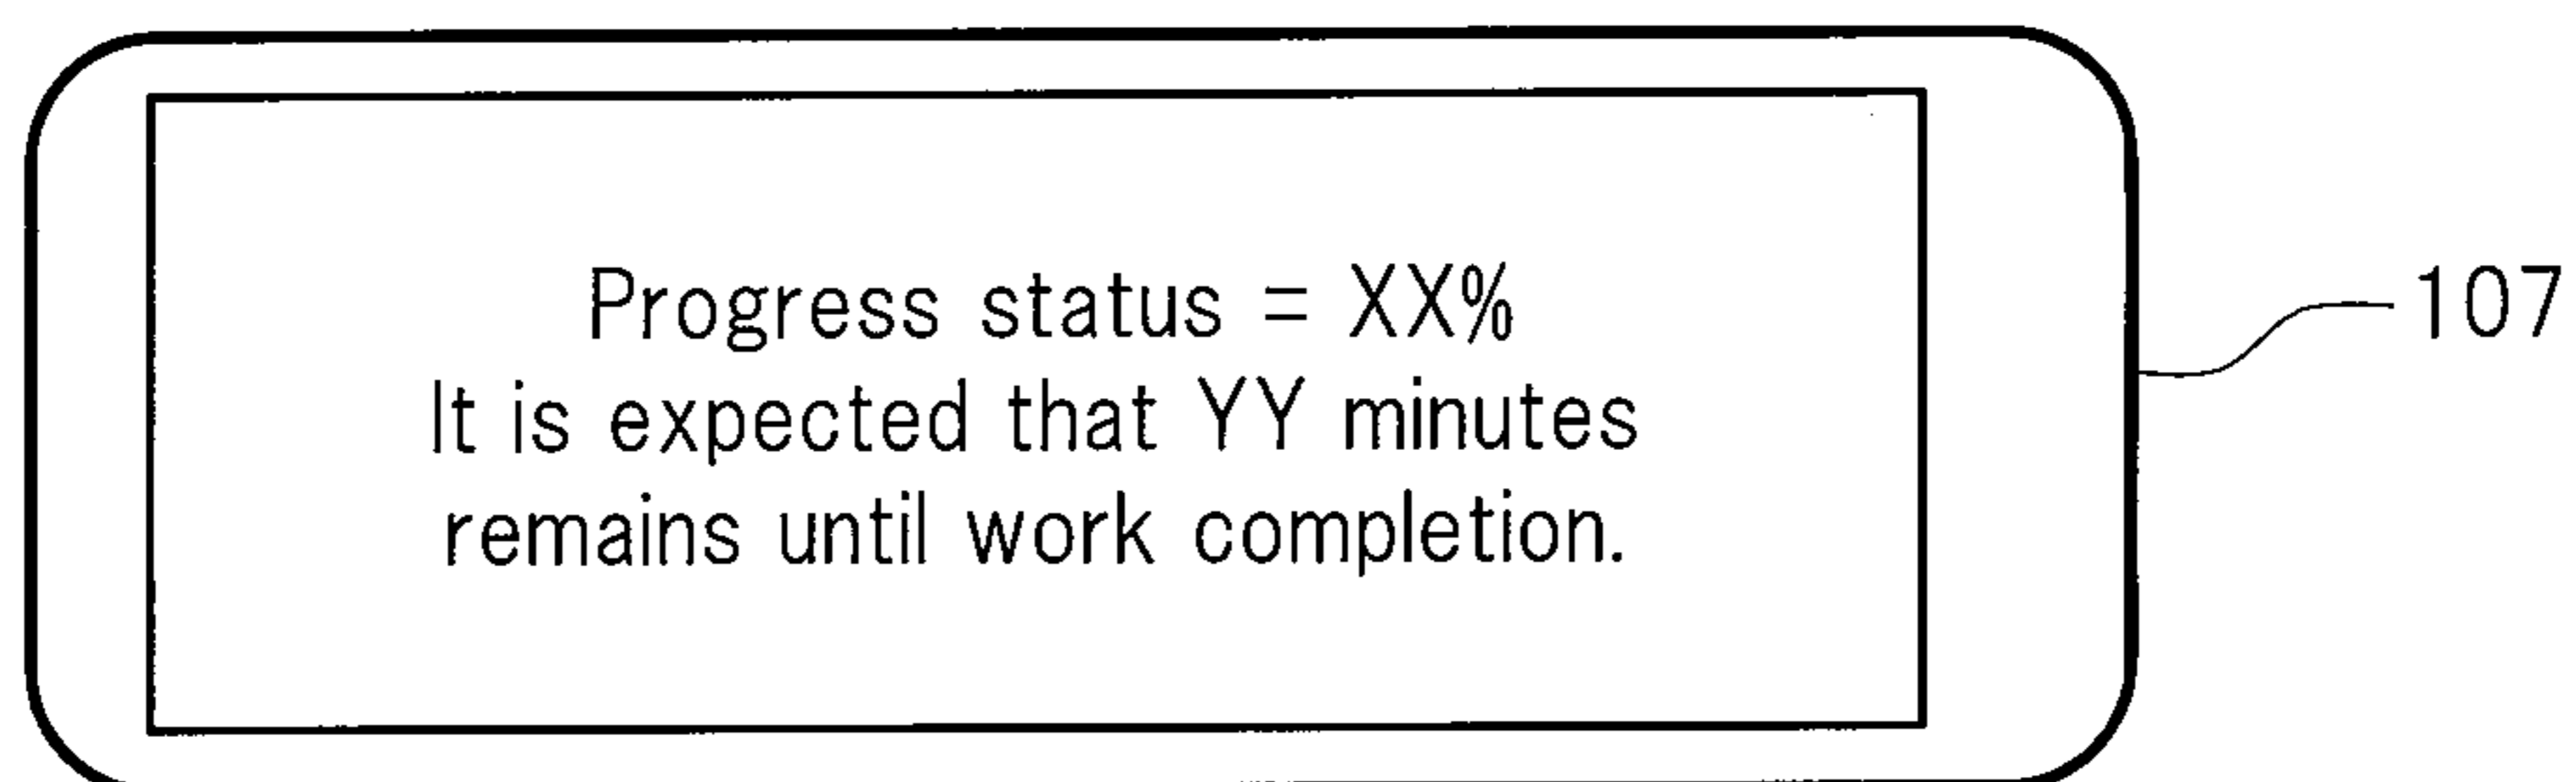 Progress status = XX%
It is expected that YY minutes
remains until work completion.
107